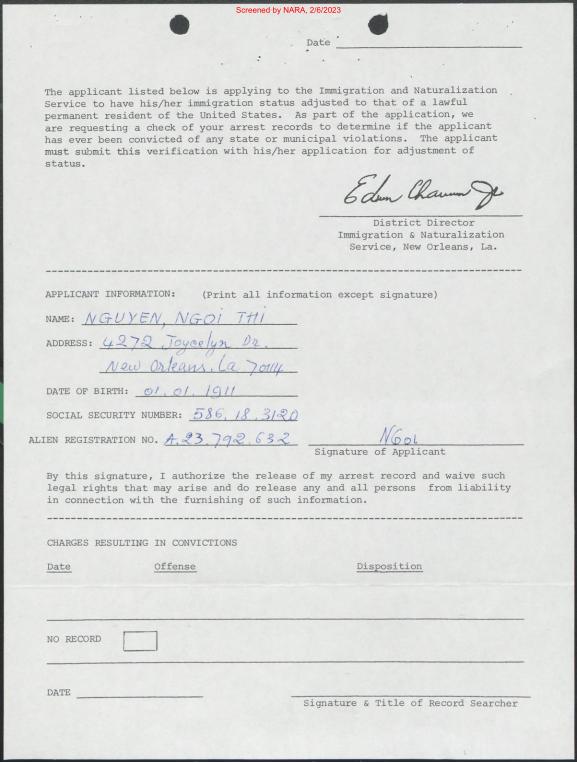 Screened by NARA, 2/6/2023
Date
The applicant listed below is applying to the Immigration and Naturalization
Service to have his/her immigration status adjusted to that of a lawful
permanent resident of the United States. As part of the application, we
are requesting a check of your arrest records to determine if the applicant
has ever been convicted of any state or municipal violations. The applicant
must submit this verification with his/her application for adjustment of
status.
District Director
Immigration & Naturalization
Service, New Orleans, La.
APPLICANT INFORMATION: (Print all information except signature)
NAME: NGUYEN, NGOI THI
ADDRESS: 4272 Joycelyn Dr.
New Orleans, La 70114
DATE OF BIRTH: 01.01.1911
SOCIAL SECURITY NUMBER: 586.18.3120
ALIEN REGISTRATION NO. A.23.792.632 NGOi
Signature of Applicant
By this signature, I authorize the release of my arrest record and waive such
legal rights that may arise and do release any and all persons from liability
in connection with the furnishing of such information.
CHARGES RESULTING IN CONVICTIONS
Date Offense Disposition
NO RECORD
DATE
Signature & Title of Record Searcher